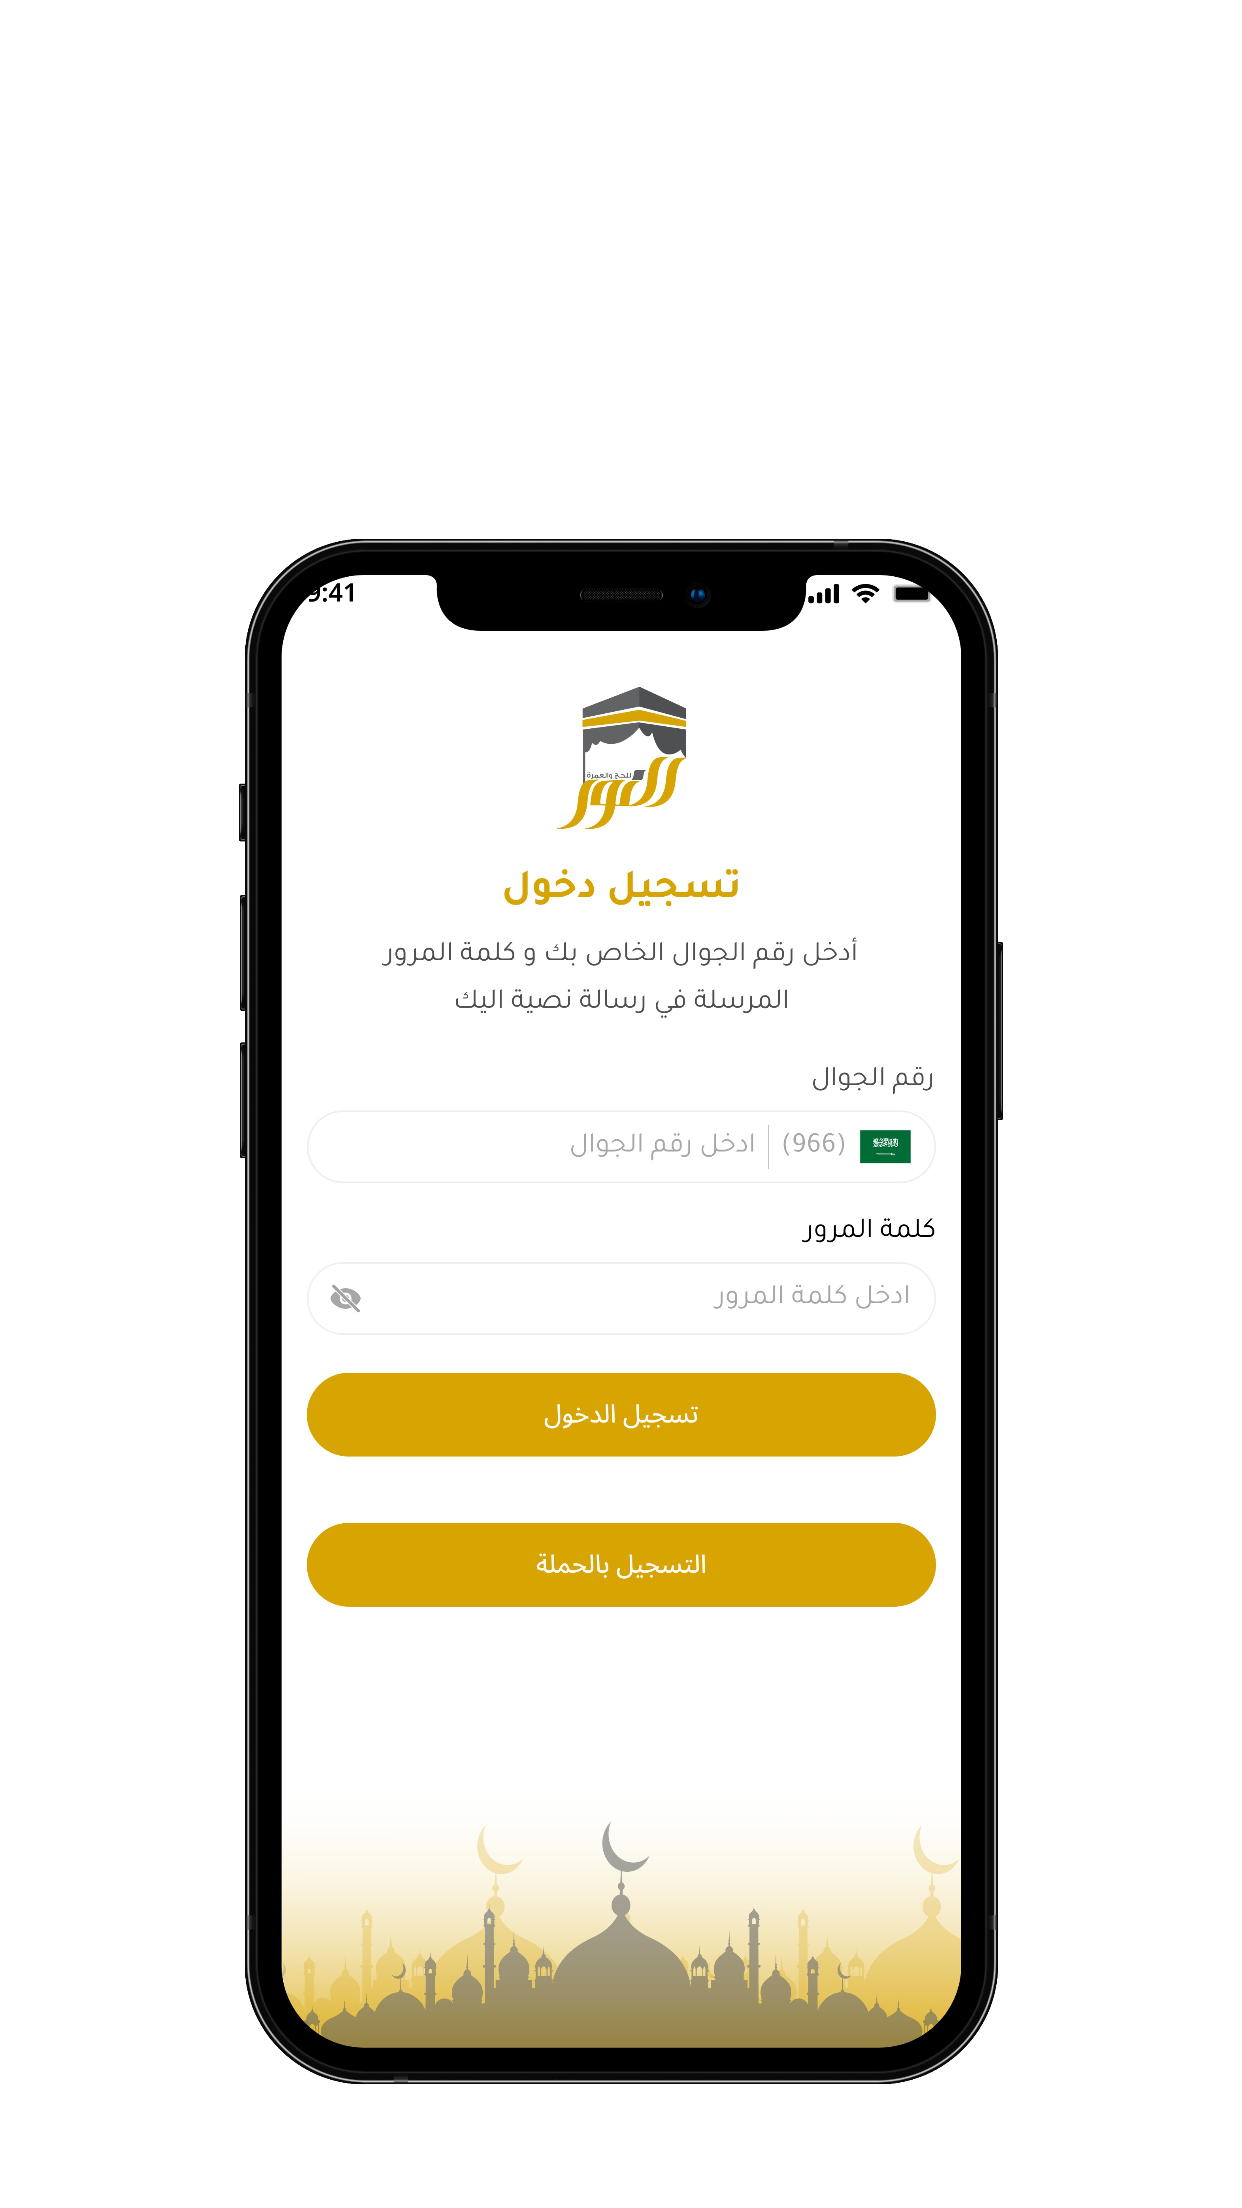 9:41
النور
للحج والعمرة
تسجيل دخول
أدخل رقم الجوال الخاص بك و كلمة المرور
المرسلة في رسالة نصية اليك
رقم الجوال
(966) ادخل رقم الجوال
كلمة المرور
ادخل كلمة المرور
تسجيل الدخول
التسجيل بالحملة